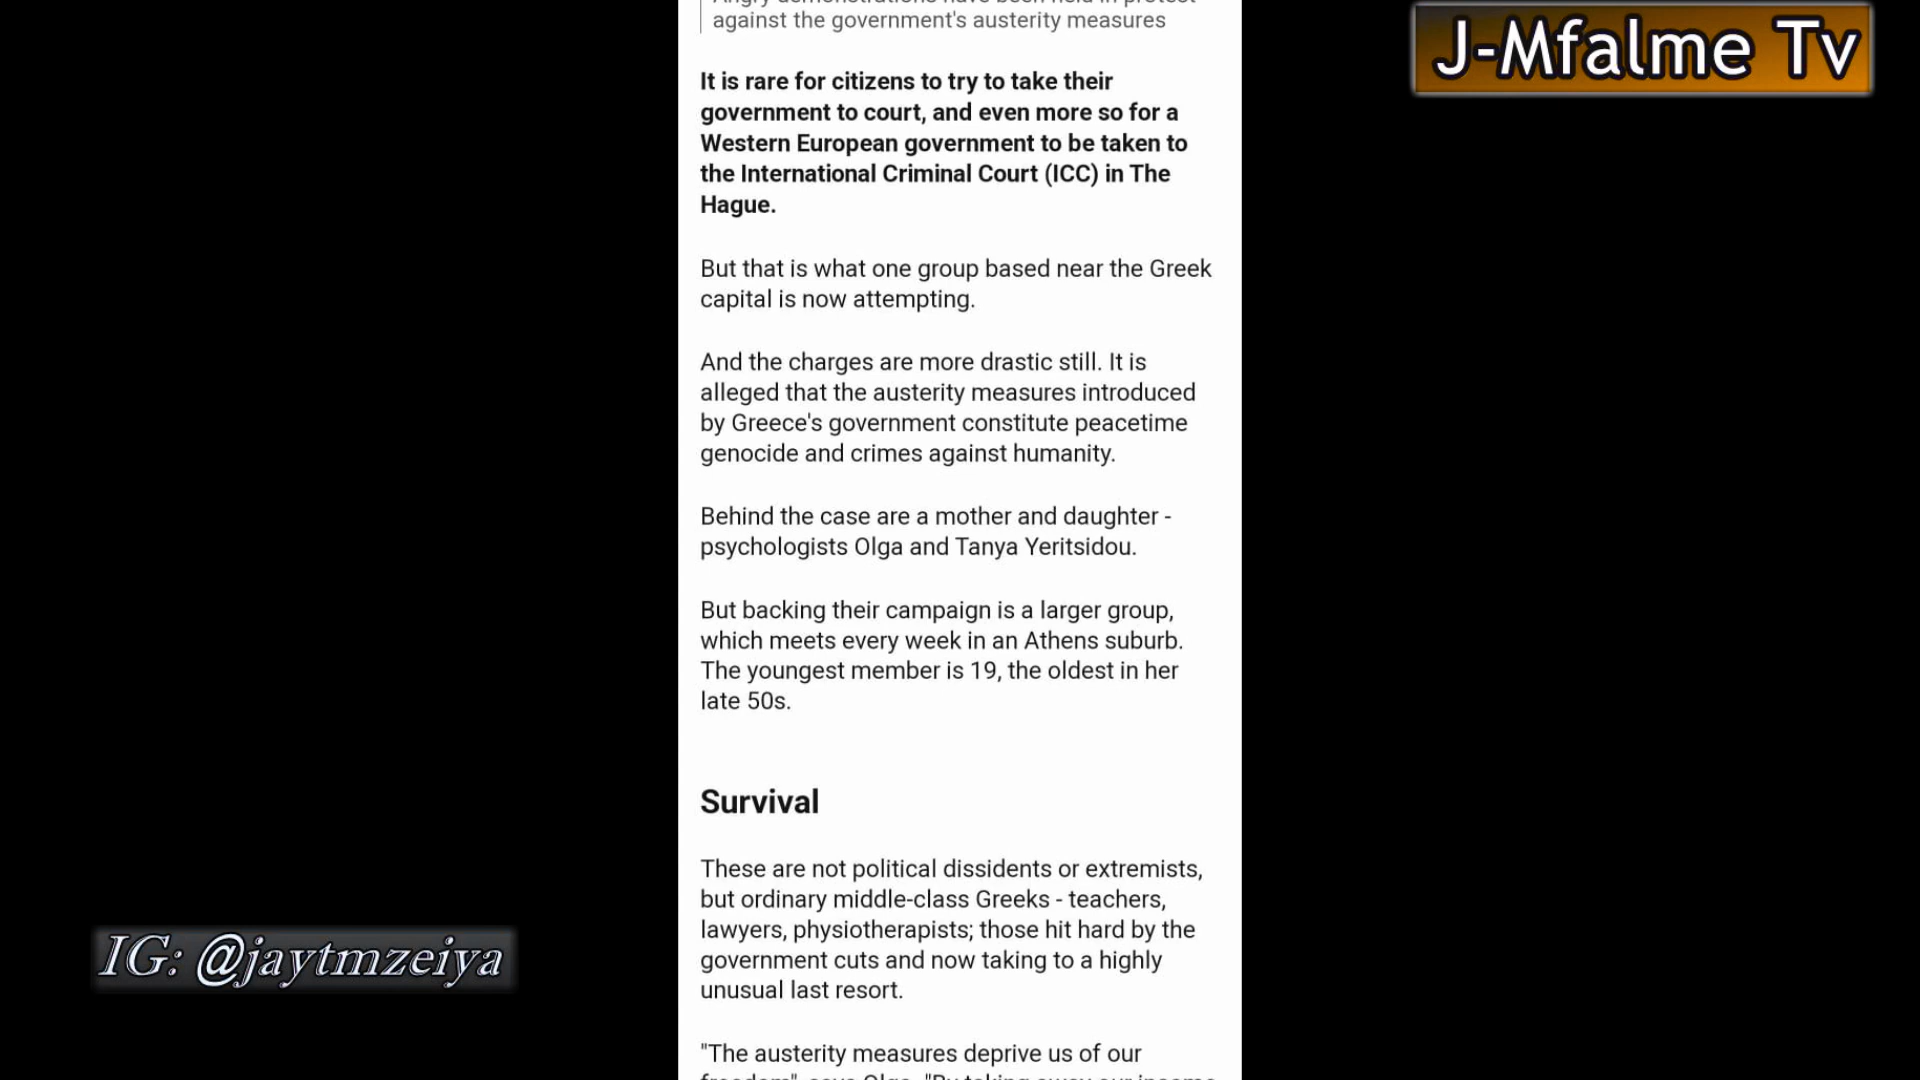 against the government's austerity measures
J-Mfalme Tv
It is rare for citizens to try to take their
government to court, and even more so for a
Western European government to be taken to
the International Criminal Court (ICC) in The
Hague.
But that is what one group based near the Greek
capital is now attempting.
And the charges are more drastic still. It is
alleged that the austerity measures introduced
by Greece's government constitute peacetime
genocide and crimes against humanity.
Behind the case are a mother and daughter -
psychologists Olga and Tanya Yeritsidou.
But backing their campaign is a larger group,
which meets every week in an Athens suburb.
The youngest member is 19, the oldest in her
late 50s.
Survival
These are not political dissidents or extremists,
but ordinary middle-class Greeks - teachers,
lawyers, physiotherapists; those hit hard by the
government cuts and now taking to a highly
unusual last resort.
IG: @jaytmzeiya
"The austerity measures deprive us of our